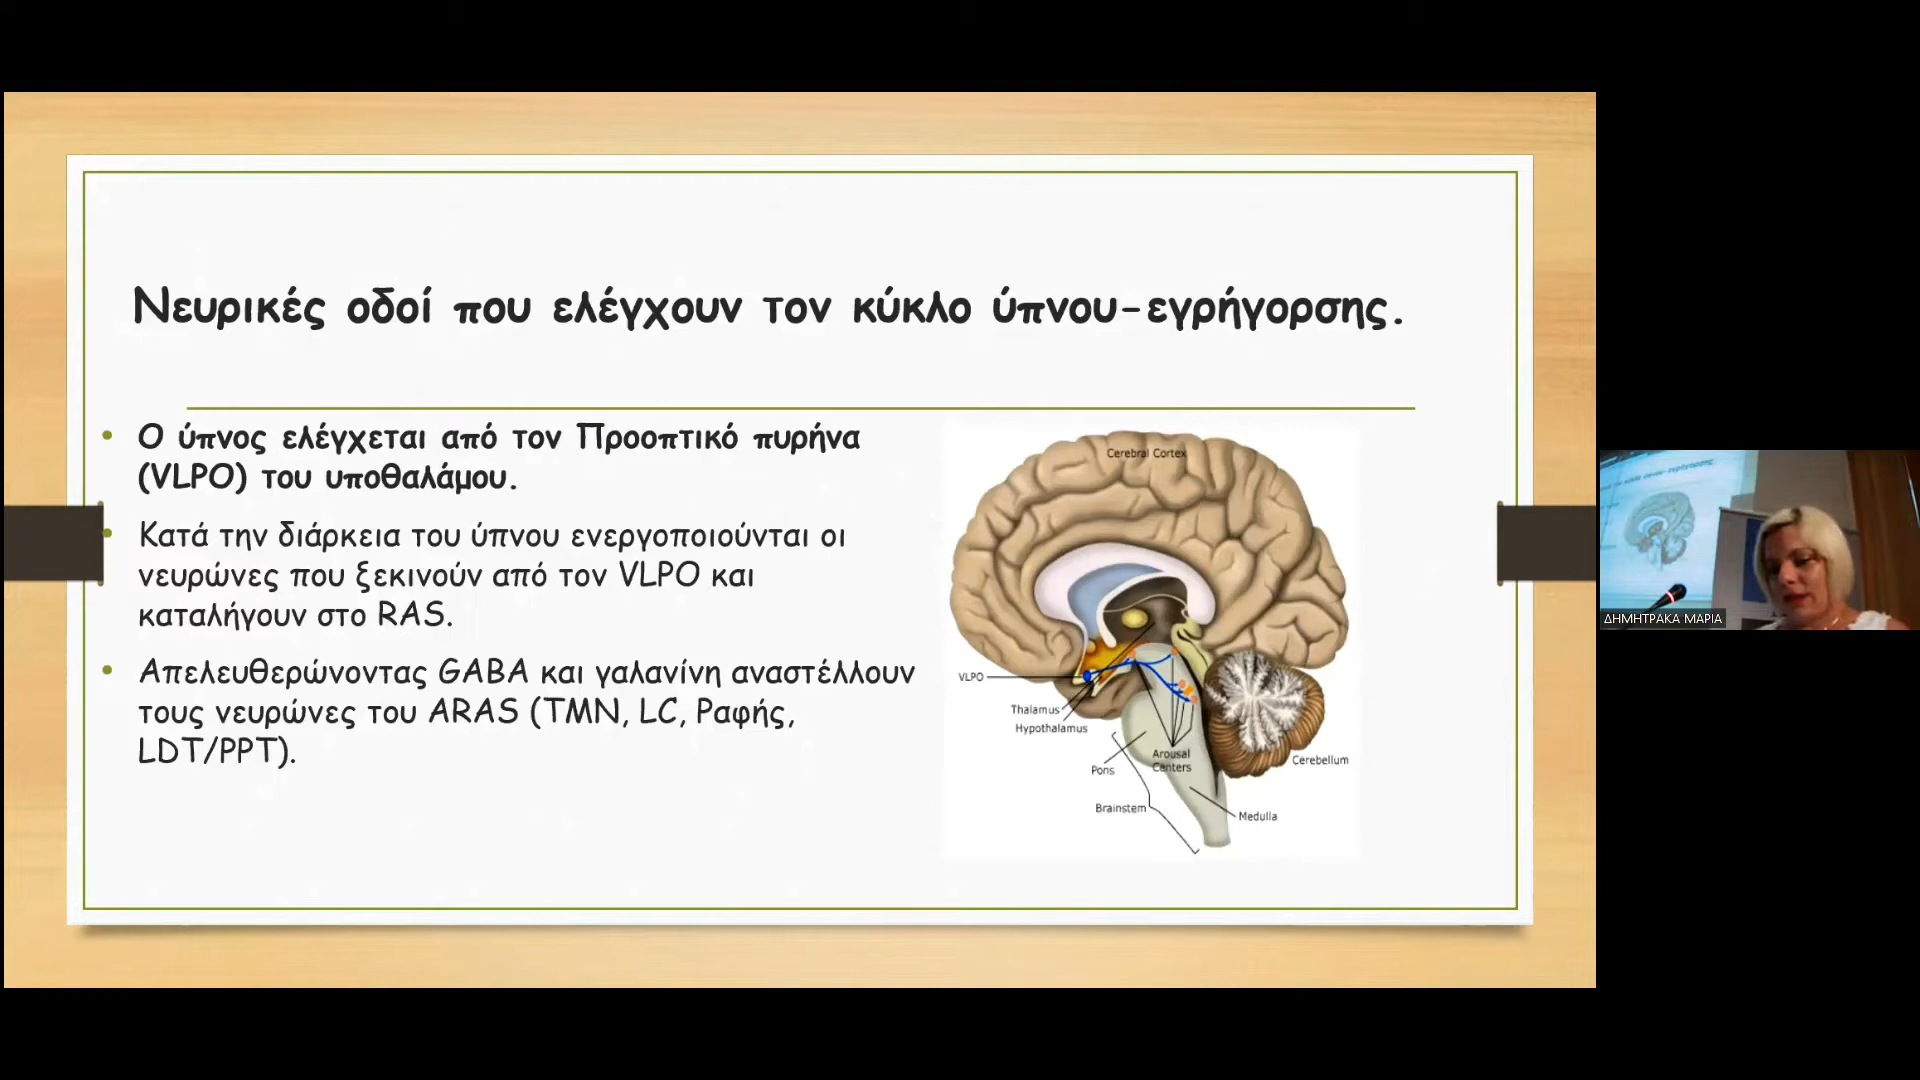 Νευρικές οδοί που ελέγχουν τον κύκλο ύπνου-εγρήγορσης.
• Ο ύπνος ελέγχεται από τον Προοπτικό πυρήνα
(VLPO) του υποθαλάμου.
• Κατά την διάρκεια του ύπνου ενεργοποιούνται οι
νευρώνες που ξεκινούν από τον VLPO και
καταλήγουν στο RAS.
• Απελευθερώνοντας GABA και γαλανίνη αναστέλλουν
τους νευρώνες του ARAS (TMN, LC, Ραφής,
LDT/PPT).
Cerebral Cortex
VLPO
Thalamus
Hypothalamus
Pons
Arousal
Centers
Brainstem
Medulla
Cerebellum
ΔΗΜΗΤΡΑΚΑ ΜΑΡΙΑ